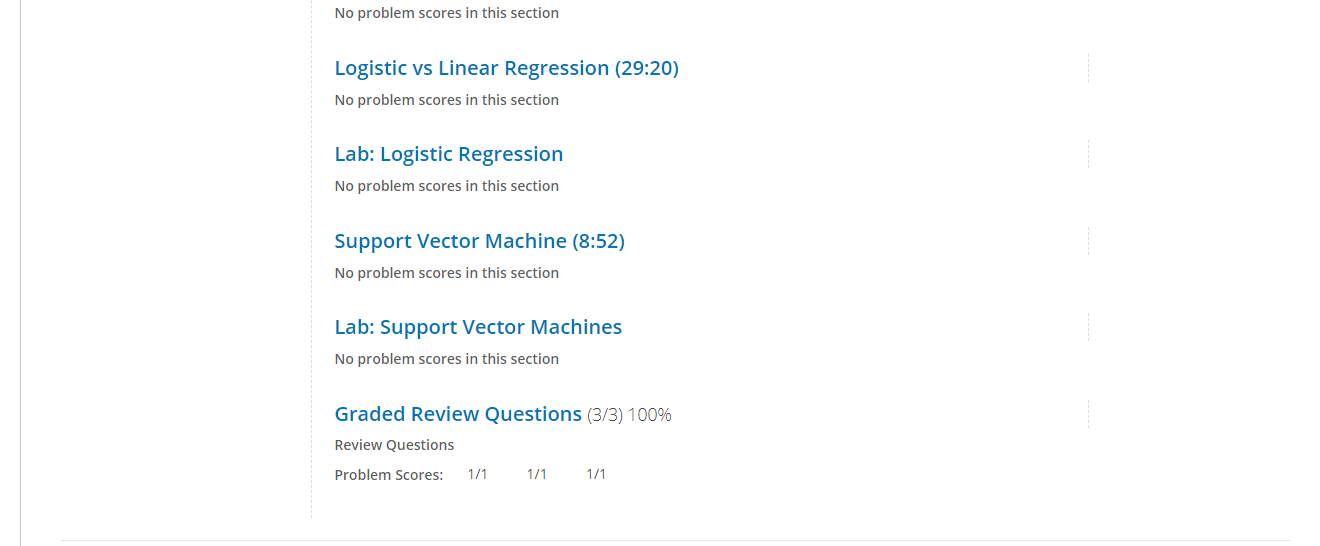 No problem scores in this section
Logistic vs Linear Regression (29:20)
No problem scores in this section
Lab: Logistic Regression
No problem scores in this section
Support Vector Machine (8:52)
No problem scores in this section
Lab: Support Vector Machines
No problem scores in this section
Graded Review Questions (3/3) 100%
Review Questions
Problem Scores: 1/1 1/1 1/1